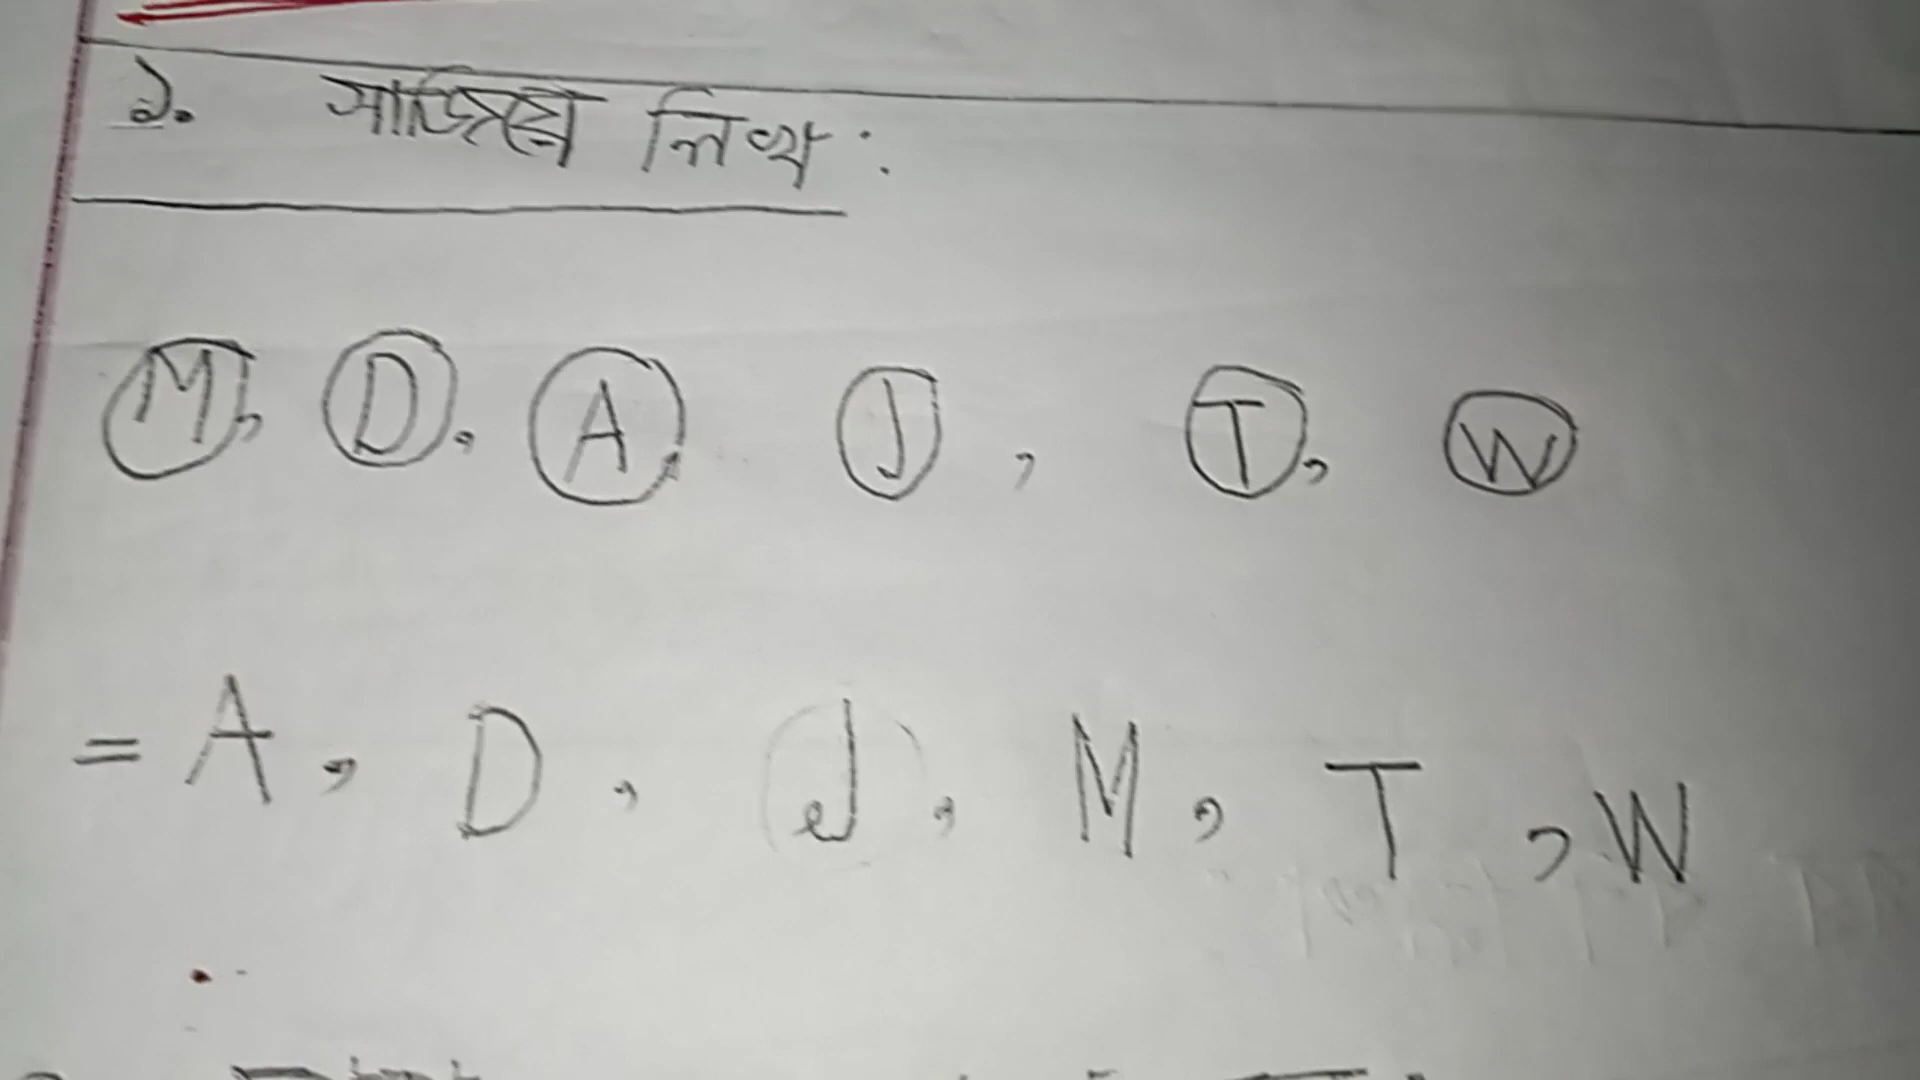 ১. সাজিয়ে লিখ :
M, D, A, J, T, W
= A, D, J, M, T, W